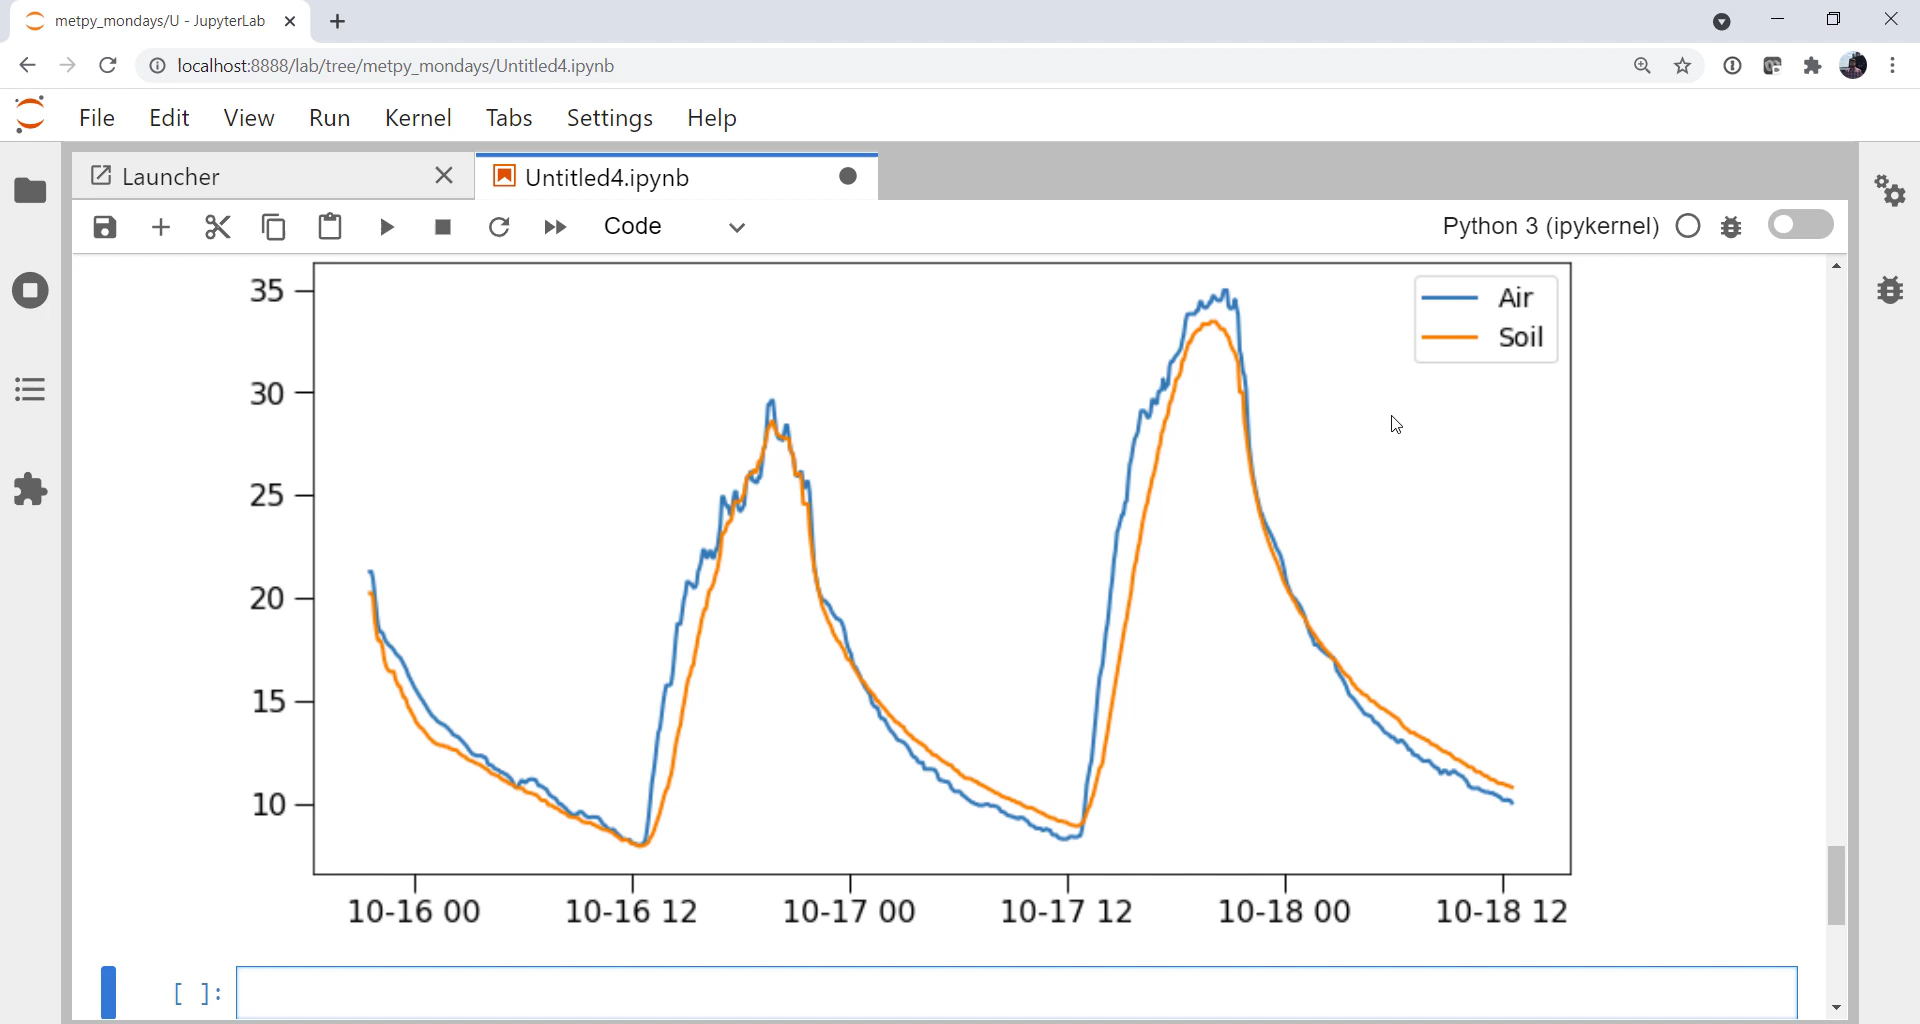 metpy_mondays/U - JupyterLab
localhost:8888/lab/tree/metpy_mondays/Untitled4.ipynb
File Edit View Run Kernel Tabs Settings Help
Launcher Untitled4.ipynb
Code Python 3 (ipykernel)
35
30
25
20
15
10
Air
Soil
10-16 00 10-16 12 10-17 00 10-17 12 10-18 00 10-18 12
[ ]: